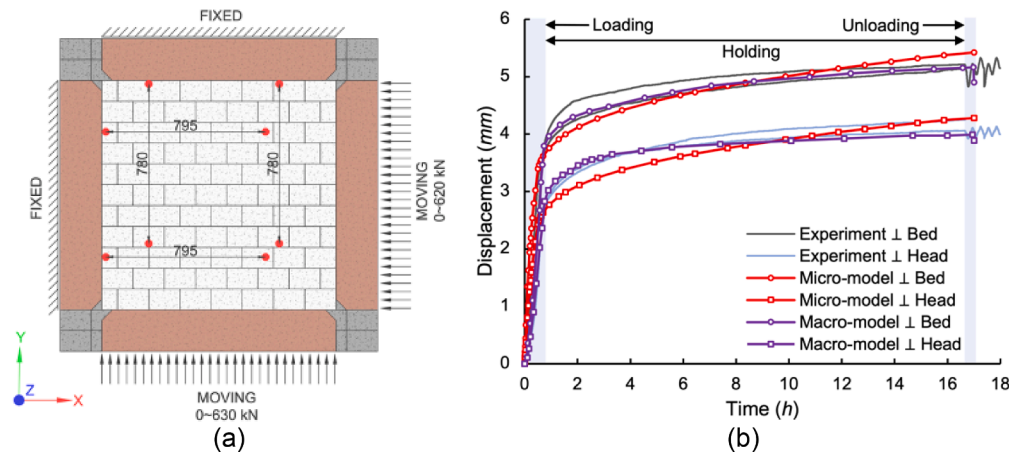 FIXED
795
780
780
795
FIXED
MOVING
0~620 kN
Y
Z
X
MOVING
0~630 kN
(a)
Loading
Unloading
Holding
6
5
4
3
2
1
0
Displacement (mm)
Experiment ⊥ Bed
Experiment ⊥ Head
Micro-model ⊥ Bed
Micro-model ⊥ Head
Macro-model ⊥ Bed
Macro-model ⊥ Head
0 2 4 6 8 10 12 14 16 18
Time (h)
(b)